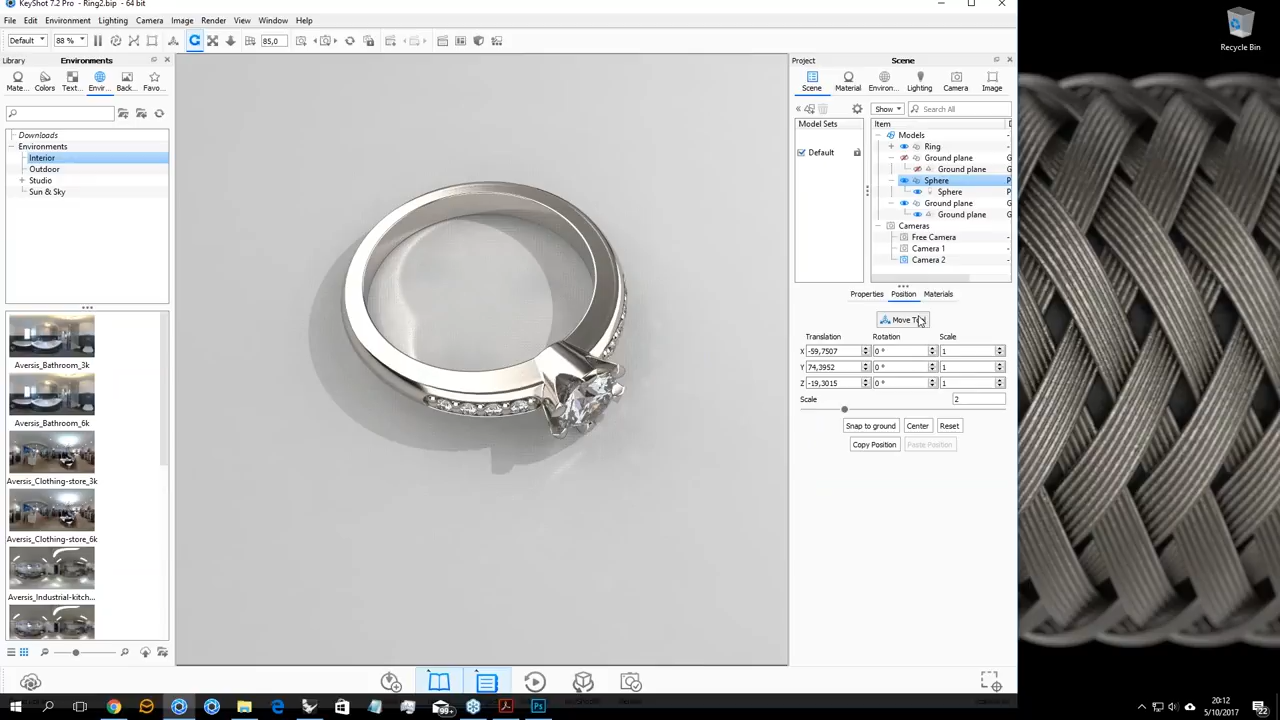 KeyShot 7.2 Pro - Ring2.bip - 64 bit
File Edit Environment Lighting Camera Image Render View Window Help
Default 88 % 85,0
Library Environments
Mate... Colors Text... Envir... Back... Favo...
Downloads
Environments
Interior
Outdoor
Studio
Sun & Sky
Aversis_Bathroom_3k
Aversis_Bathroom_6k
Aversis_Clothing-store_3k
Aversis_Clothing-store_6k
Aversis_Industrial-kitch...
Project Scene
Scene Material Environ... Lighting Camera Image
Show Search All
Model Sets
Default
Item
Models
Ring
Ground plane
Ground plane
Sphere
Sphere
Ground plane
Ground plane
Cameras
Free Camera
Camera 1
Camera 2
Properties Position Materials
Translation Rotation Scale
X -59,7507 0 ° 1
Y 74,3952 0 ° 1
Z -19,3015 0 ° 1
Scale 2
Snap to ground Center Reset
Copy Position Paste Position
Recycle Bin
99+
20:12
5/10/2017
22